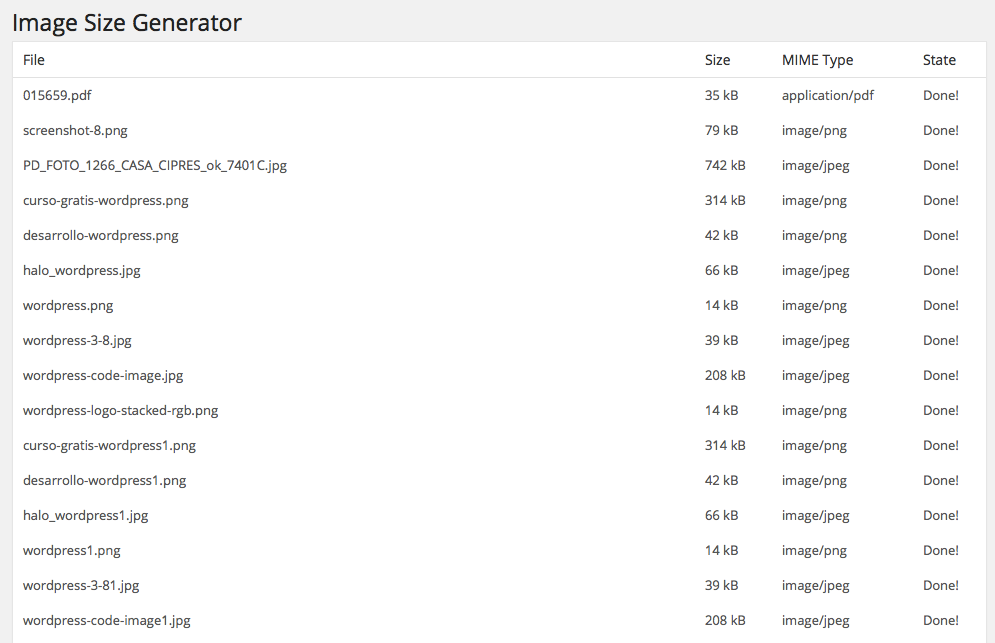 Image Size Generator
File Size MIME Type State
015659.pdf 35 kB application/pdf Done!
screenshot-8.png 79 kB image/png Done!
PD_FOTO_1266_CASA_CIPRES_ok_7401C.jpg 742 kB image/jpeg Done!
curso-gratis-wordpress.png 314 kB image/png Done!
desarrollo-wordpress.png 42 kB image/png Done!
halo_wordpress.jpg 66 kB image/jpeg Done!
wordpress.png 14 kB image/png Done!
wordpress-3-8.jpg 39 kB image/jpeg Done!
wordpress-code-image.jpg 208 kB image/jpeg Done!
wordpress-logo-stacked-rgb.png 14 kB image/png Done!
curso-gratis-wordpress1.png 314 kB image/png Done!
desarrollo-wordpress1.png 42 kB image/png Done!
halo_wordpress1.jpg 66 kB image/jpeg Done!
wordpress1.png 14 kB image/png Done!
wordpress-3-81.jpg 39 kB image/jpeg Done!
wordpress-code-image1.jpg 208 kB image/jpeg Done!